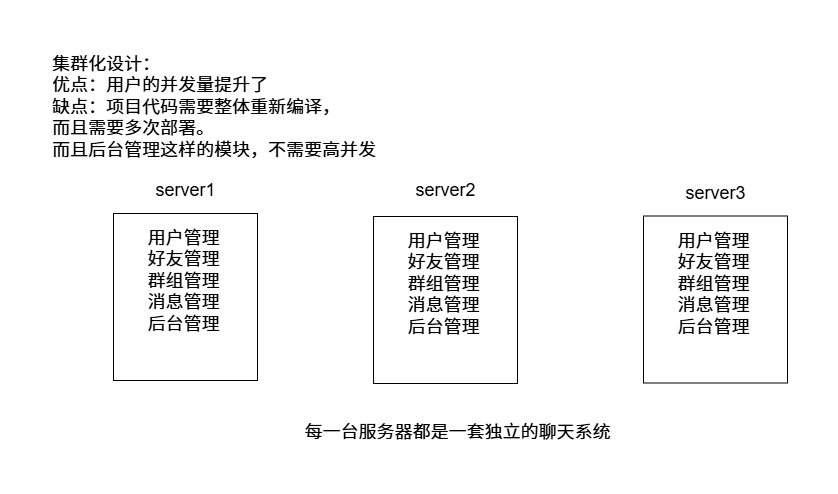 集群化设计：
优点：用户的并发量提升了
缺点：项目代码需要整体重新编译，
而且需要多次部署。
而且后台管理这样的模块，不需要高并发
server1
用户管理
好友管理
群组管理
消息管理
后台管理
server2
用户管理
好友管理
群组管理
消息管理
后台管理
server3
用户管理
好友管理
群组管理
消息管理
后台管理
每一台服务器都是一套独立的聊天系统